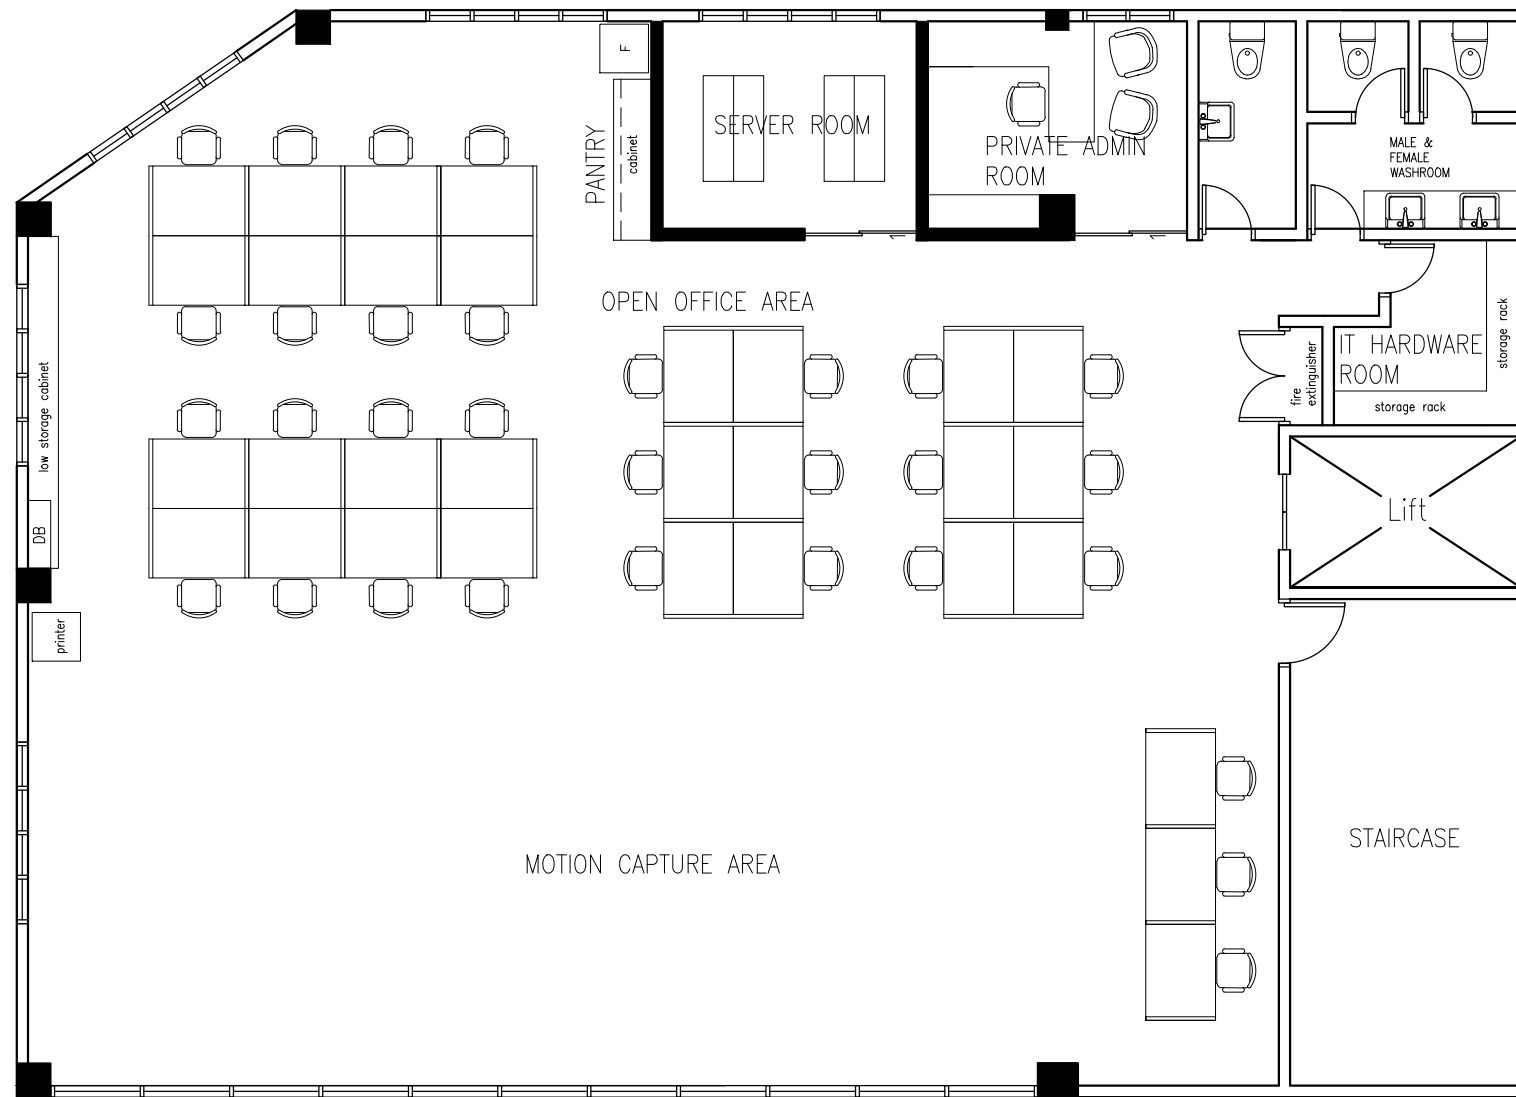 F
PANTRY
cabinet
SERVER ROOM
PRIVATE ADMIN
ROOM
MALE &
FEMALE
WASHROOM
OPEN OFFICE AREA
low storage cabinet
DB
printer
fire
extinguisher
IT HARDWARE
ROOM
storage rack
storage rack
Lift
MOTION CAPTURE AREA
STAIRCASE